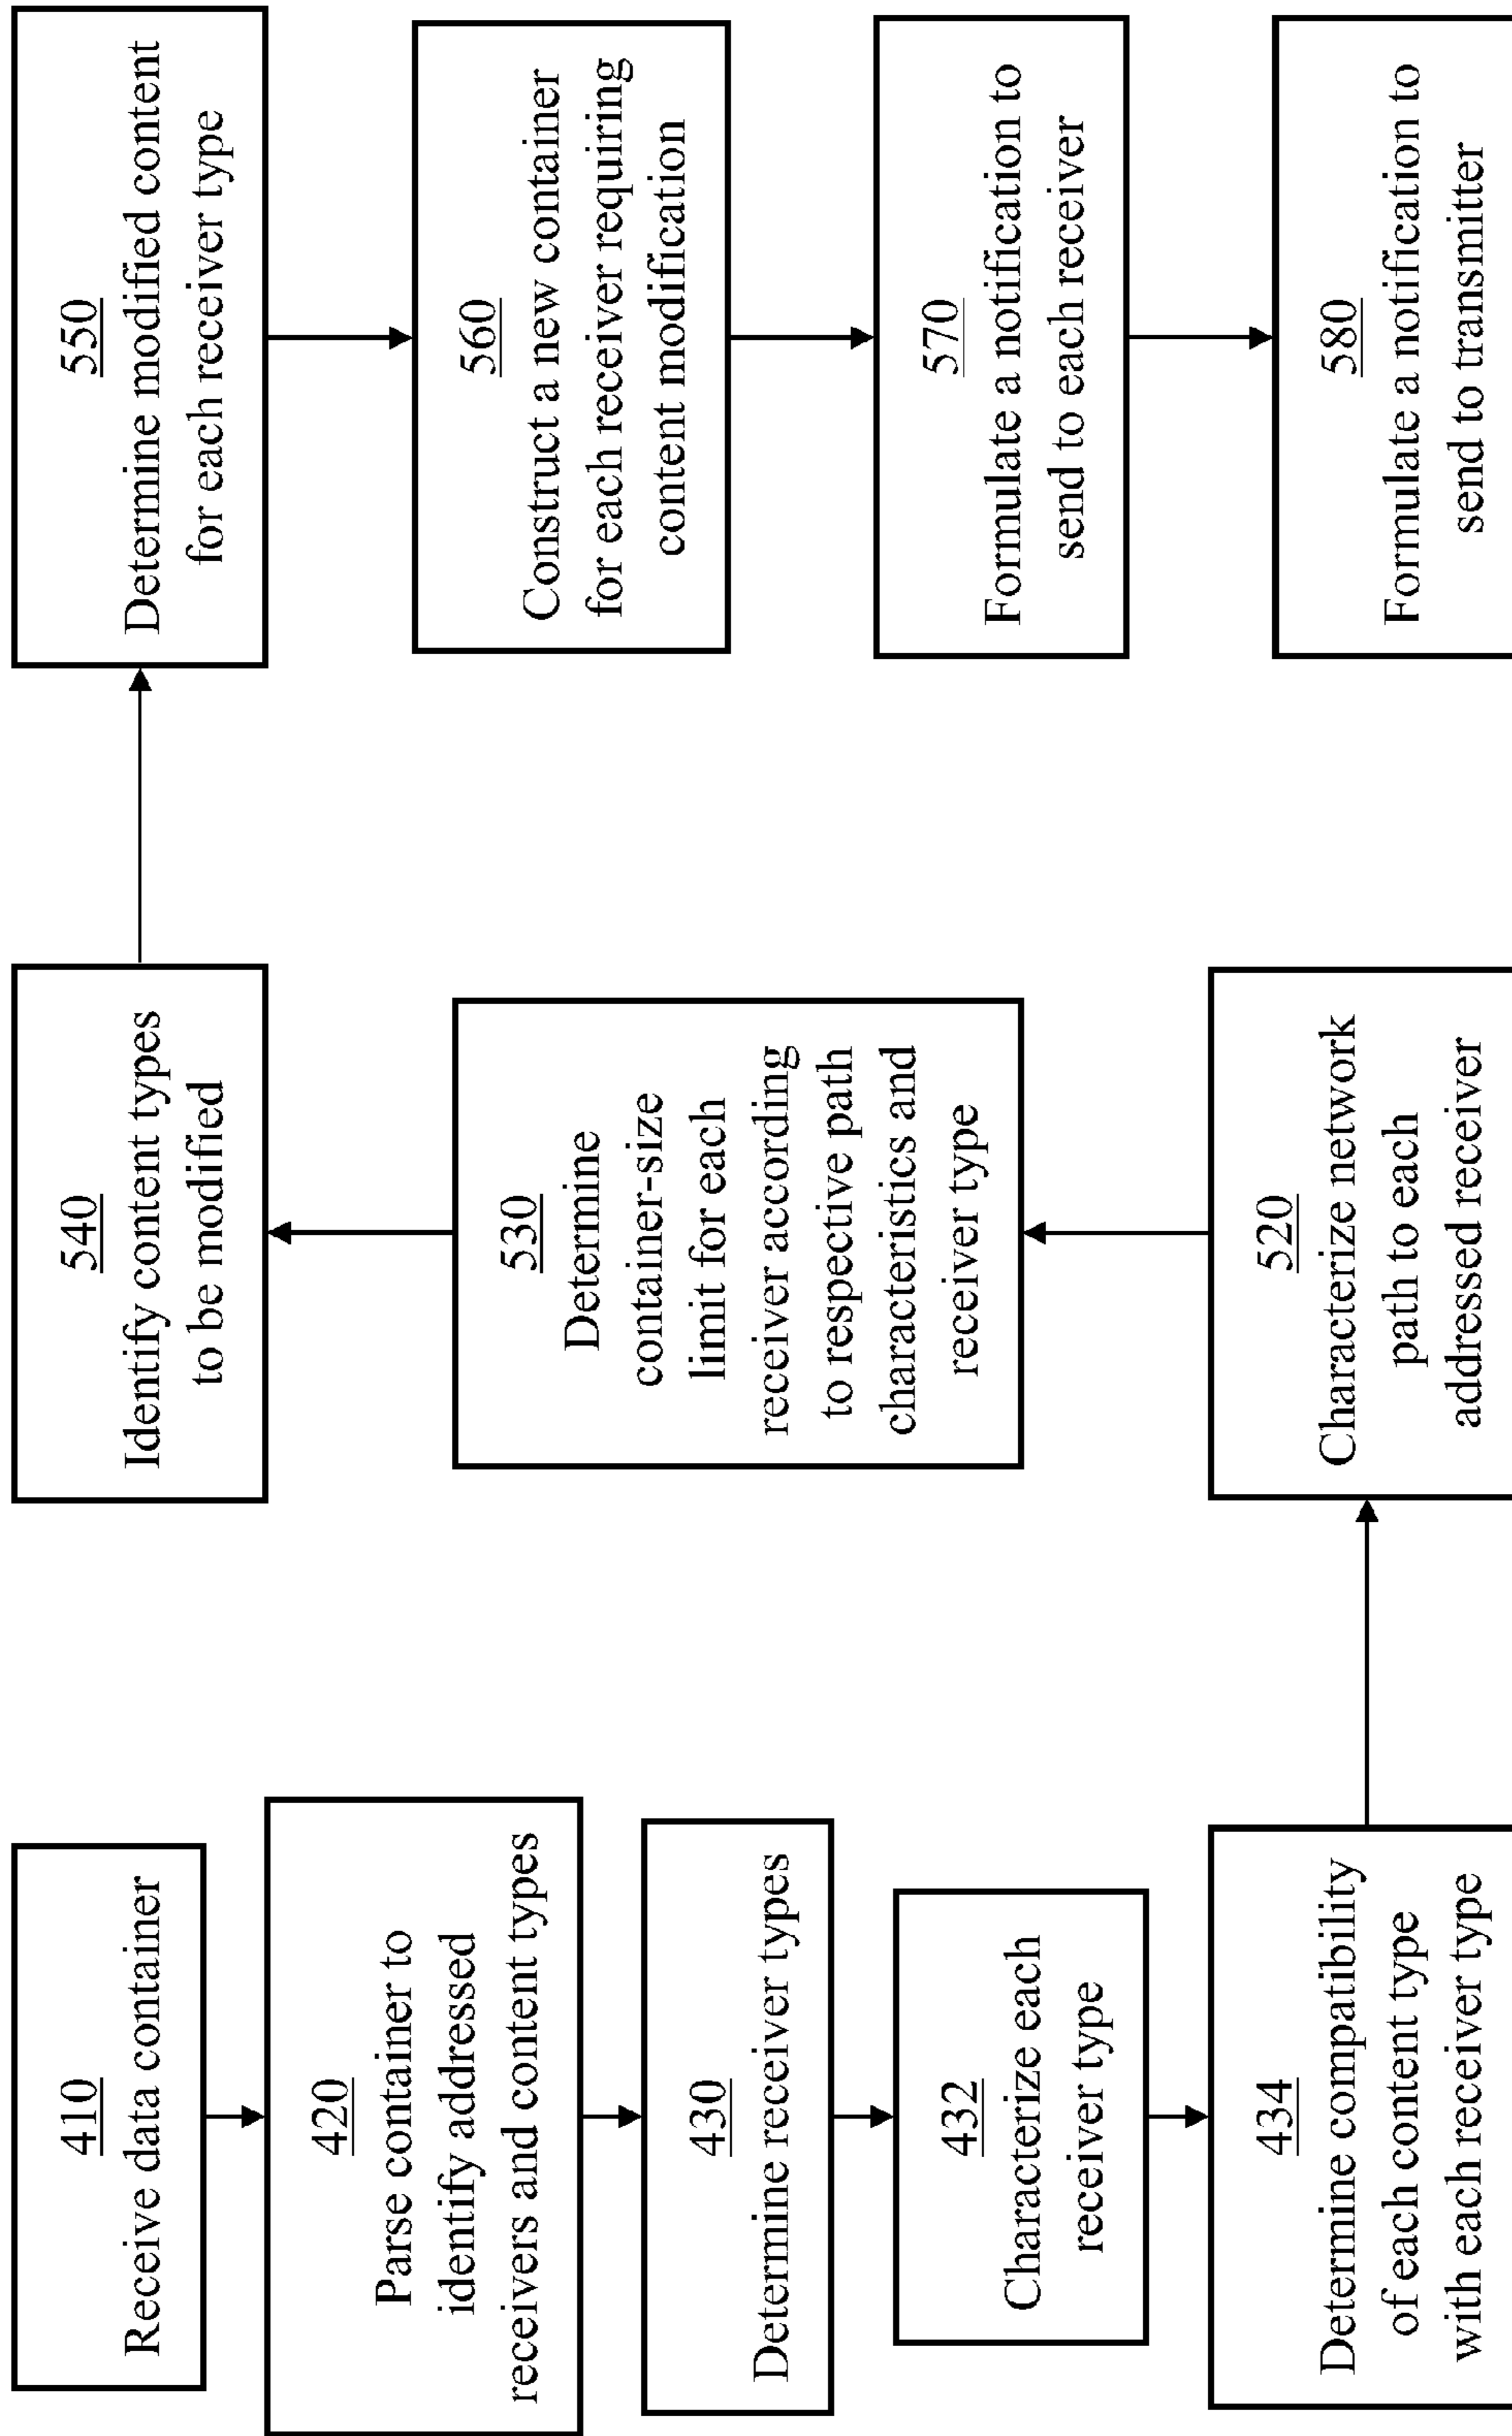 410
Receive data container
420
Parse container to
identify addressed
receivers and content types
430
Determine receiver types
432
Characterize each
receiver type
434
Determine compatibility
of each content type
with each receiver type
520
Characterize network
path to each
addressed receiver
530
Determine
container-size
limit for each
receiver according
to respective path
characteristics and
receiver type
540
Identify content types
to be modified
550
Determine modified content
for each receiver type
560
Construct a new container
for each receiver requiring
content modification
570
Formulate a notification to
send to each receiver
580
Formulate a notification to
send to transmitter